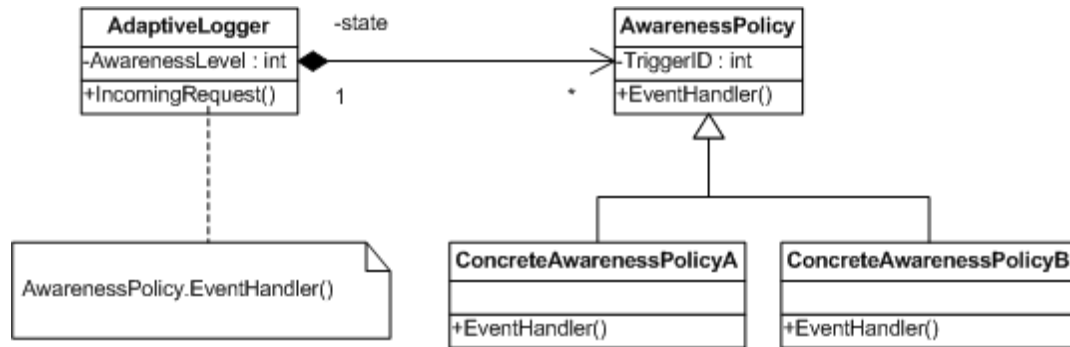 AdaptiveLogger
-AwarenessLevel : int
+IncomingRequest()
-state
1
*
AwarenessPolicy
-TriggerID : int
+EventHandler()
AwarenessPolicy.EventHandler()
ConcreteAwarenessPolicyA
+EventHandler()
ConcreteAwarenessPolicyB
+EventHandler()